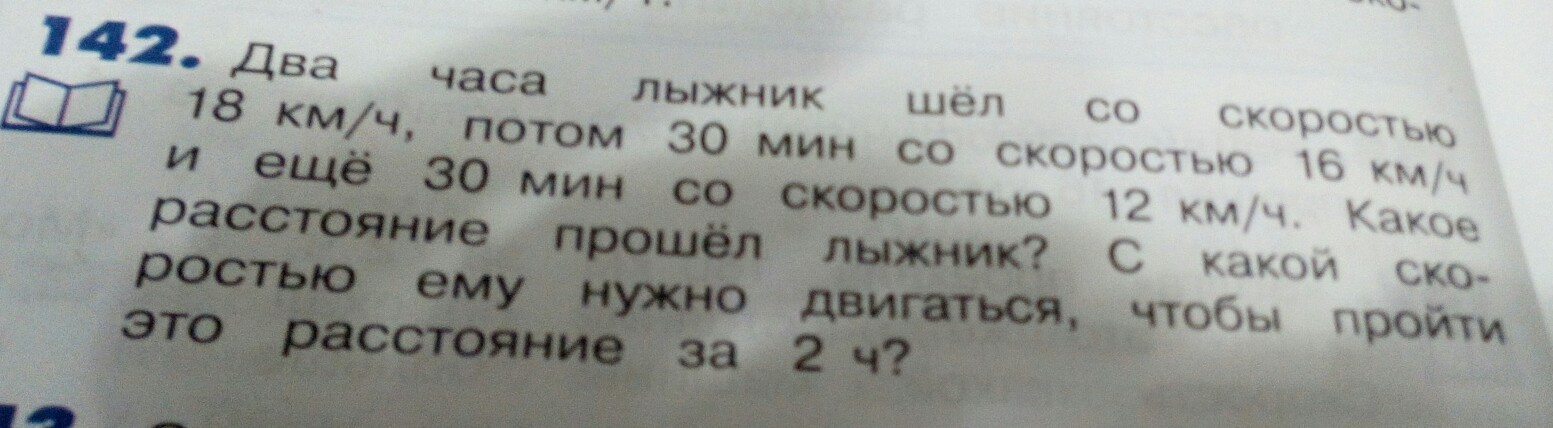 142. Два часа лыжник шёл со скоростью
18 км/ч, потом 30 мин со скоростью 16 км/ч
и ещё 30 мин со скоростью 12 км/ч. Какое
расстояние прошёл лыжник? С какой ско-
ростью ему нужно двигаться, чтобы пройти
это расстояние за 2 ч?